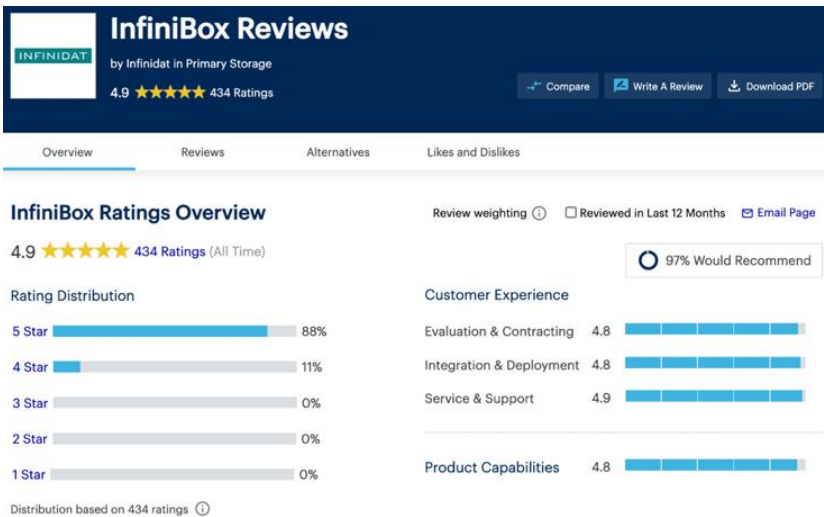 INFINIDAT
InfiniBox Reviews
by Infinidat in Primary Storage
4.9 ★★★★★ 434 Ratings
Compare
Write A Review
Download PDF
Overview
Reviews
Alternatives
Likes and Dislikes
InfiniBox Ratings Overview
Review weighting
Reviewed in Last 12 Months
Email Page
4.9 ★★★★★ 434 Ratings (All Time)
97% Would Recommend
Rating Distribution
5 Star 88%
4 Star 11%
3 Star 0%
2 Star 0%
1 Star 0%
Distribution based on 434 ratings
Customer Experience
Evaluation & Contracting 4.8
Integration & Deployment 4.8
Service & Support 4.9
Product Capabilities 4.8